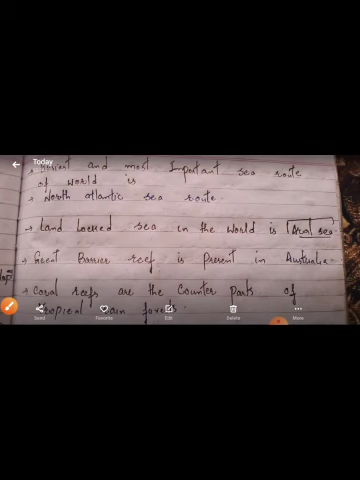 Today
→ Busiest and most Important sea route
of world is
→ North atlantic sea route.
→ Land locked sea in the world is Aral sea
→ Great Barrier reef is present in Australia.
→ Coral reefs are the Counter parts of
Tropical rain forests.
Send Favorite Edit Delete More